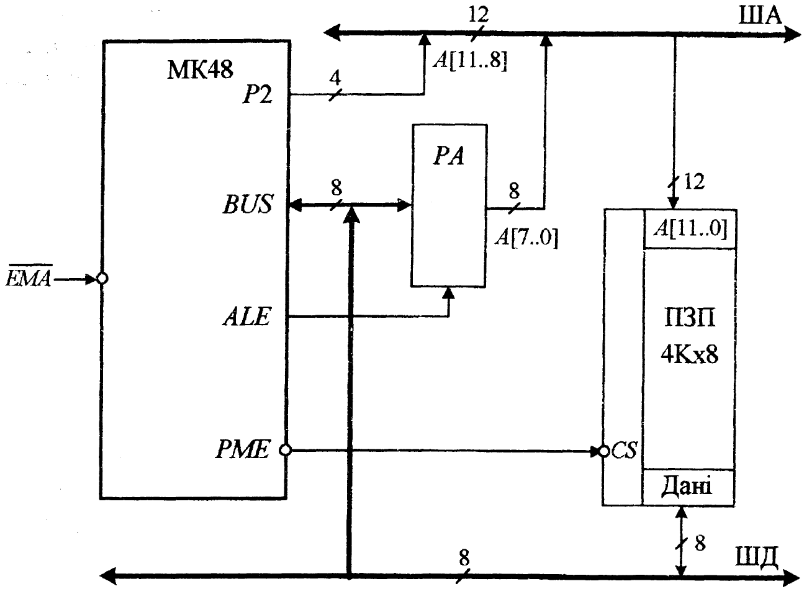 12
ША
МК48
P2
4
A[11..8]
PA
12
BUS
8
8
A[7..0]
A[11..0]
EMA
ALE
ПЗП
4Kx8
PME
CS
Дані
8
8
ШД